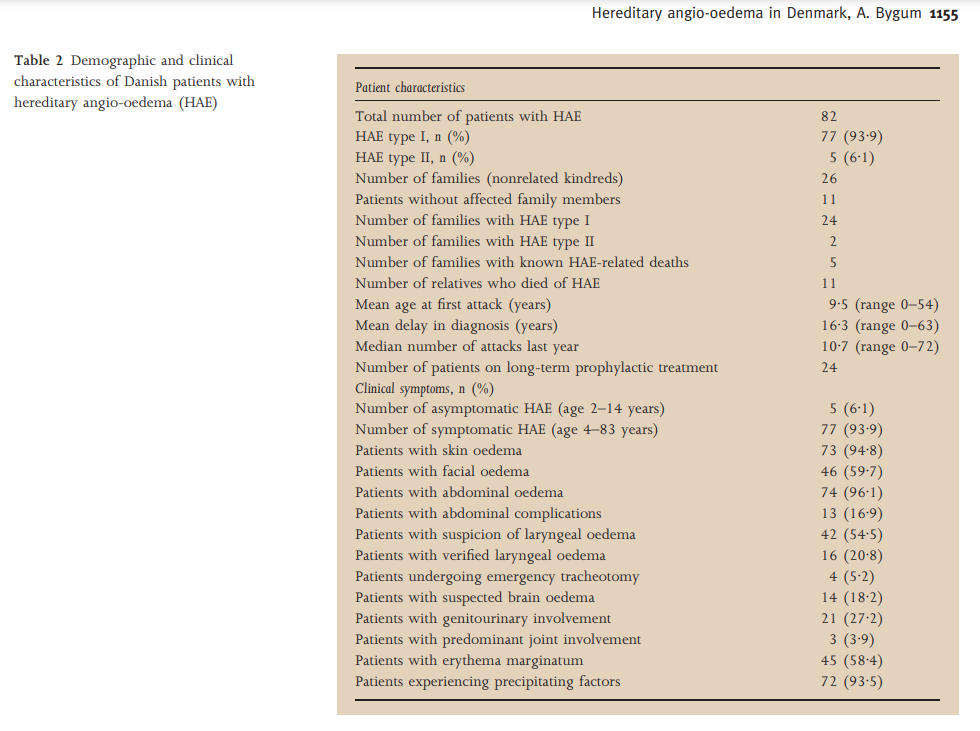 Hereditary angio-oedema in Denmark, A. Bygum 1155
Table 2 Demographic and clinical
characteristics of Danish patients with
hereditary angio-oedema (HAE)
Patient characteristics
Total number of patients with HAE 82
HAE type I, n (%) 77 (93·9)
HAE type II, n (%) 5 (6·1)
Number of families (nonrelated kindreds) 26
Patients without affected family members 11
Number of families with HAE type I 24
Number of families with HAE type II 2
Number of families with known HAE-related deaths 5
Number of relatives who died of HAE 11
Mean age at first attack (years) 9·5 (range 0–54)
Mean delay in diagnosis (years) 16·3 (range 0–63)
Median number of attacks last year 10·7 (range 0–72)
Number of patients on long-term prophylactic treatment 24
Clinical symptoms, n (%)
Number of asymptomatic HAE (age 2–14 years) 5 (6·1)
Number of symptomatic HAE (age 4–83 years) 77 (93·9)
Patients with skin oedema 73 (94·8)
Patients with facial oedema 46 (59·7)
Patients with abdominal oedema 74 (96·1)
Patients with abdominal complications 13 (16·9)
Patients with suspicion of laryngeal oedema 42 (54·5)
Patients with verified laryngeal oedema 16 (20·8)
Patients undergoing emergency tracheotomy 4 (5·2)
Patients with suspected brain oedema 14 (18·2)
Patients with genitourinary involvement 21 (27·2)
Patients with predominant joint involvement 3 (3·9)
Patients with erythema marginatum 45 (58·4)
Patients experiencing precipitating factors 72 (93·5)